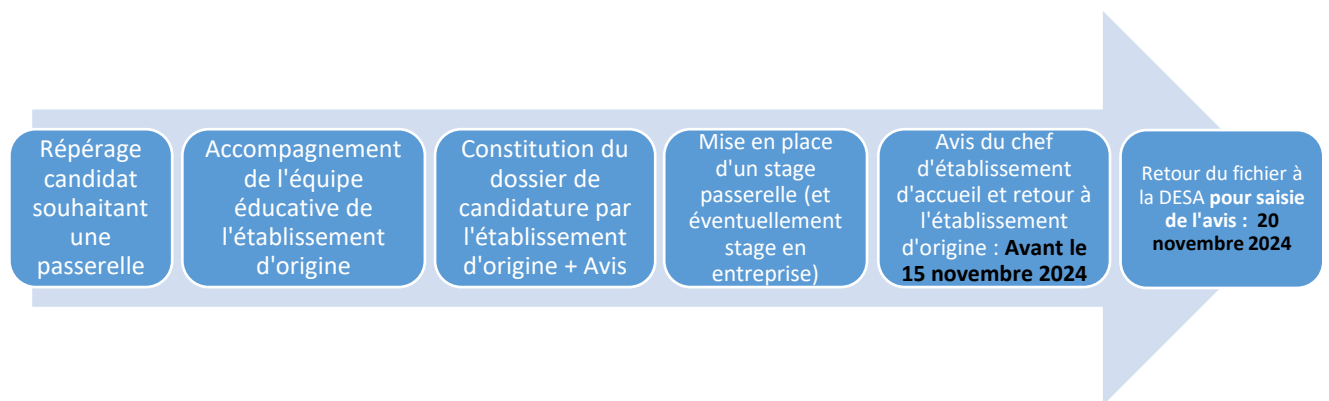 Répérage
candidat
souhaitant
une
passerelle
Accompagnement
de l'équipe
éducative de
l'établissement
d'origine
Constitution du
dossier de
candidature par
l'établissement
d'origine + Avis
Mise en place
d'un stage
passerelle (et
éventuellement
stage en
entreprise)
Avis du chef
d'établissement
d'accueil et retour à
l'établissement
d'origine : Avant le
15 novembre 2024
Retour du fichier à
la DESA pour saisie
de l'avis : 20
novembre 2024